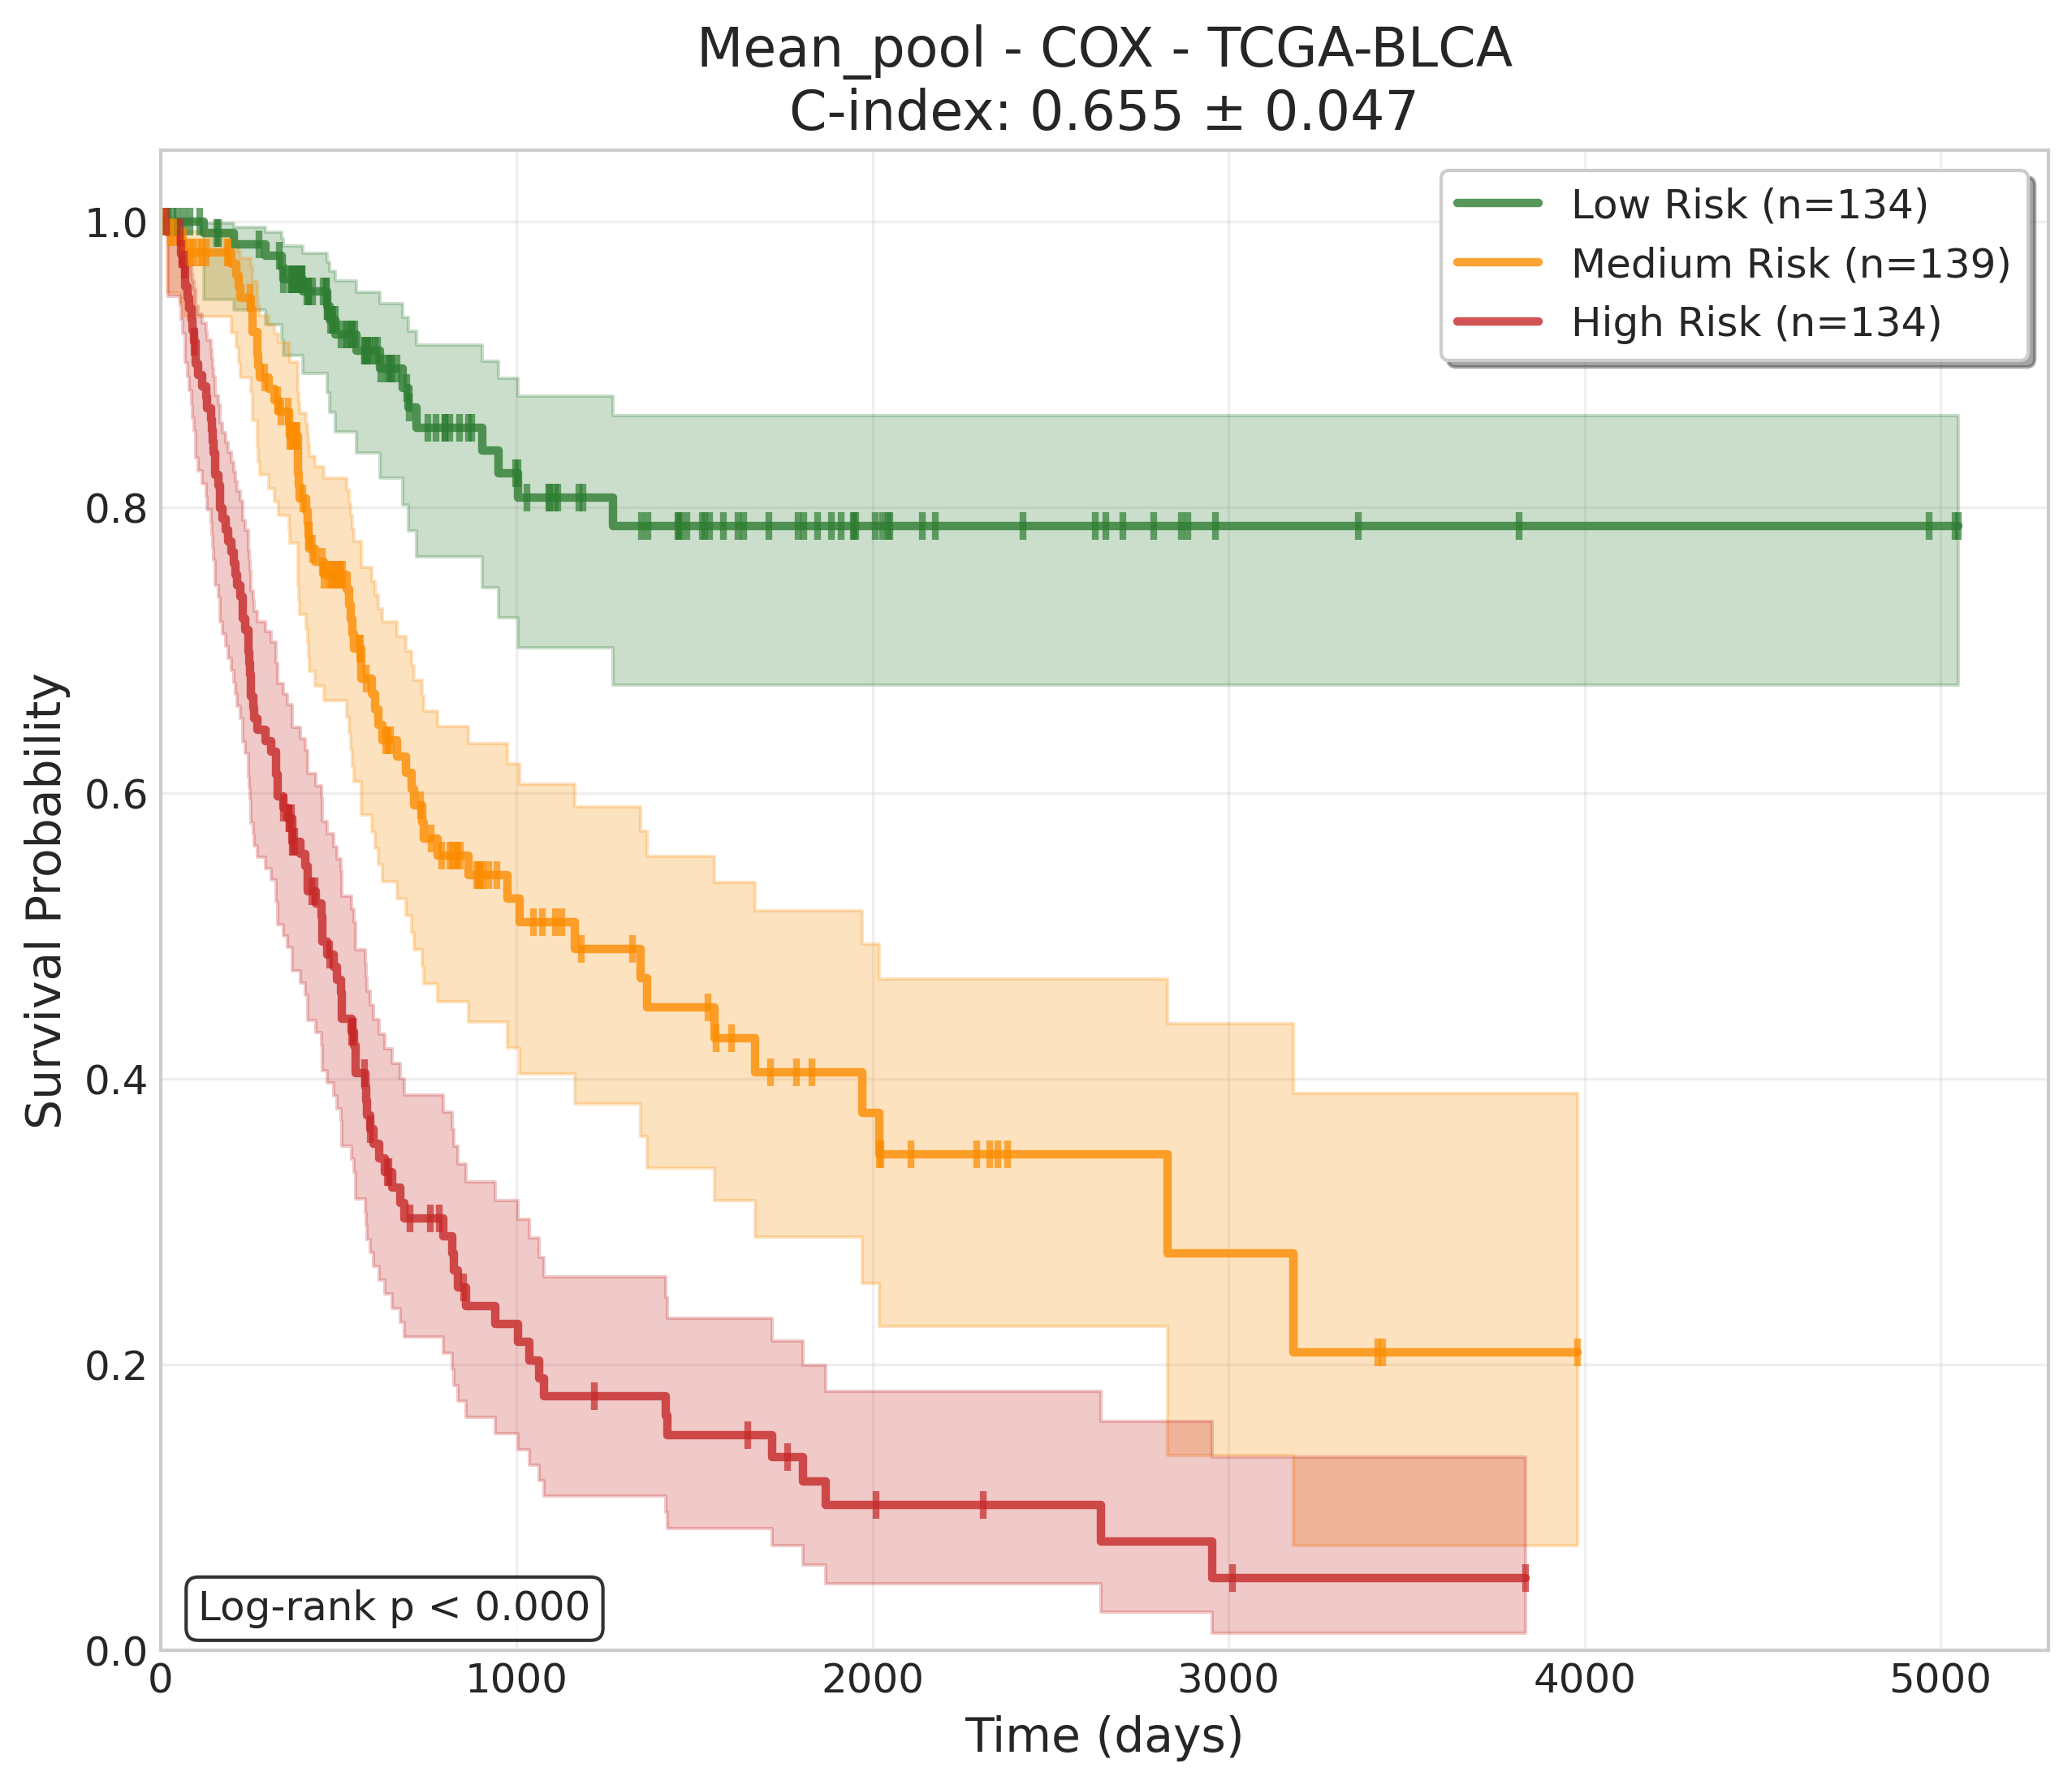 Mean_pool - COX - TCGA-BLCA
C-index: 0.655 ± 0.047
Low Risk (n=134)
Medium Risk (n=139)
High Risk (n=134)
Survival Probability
1.0
0.8
0.6
0.4
0.2
0.0
Log-rank p < 0.000
0 1000 2000 3000 4000 5000
Time (days)